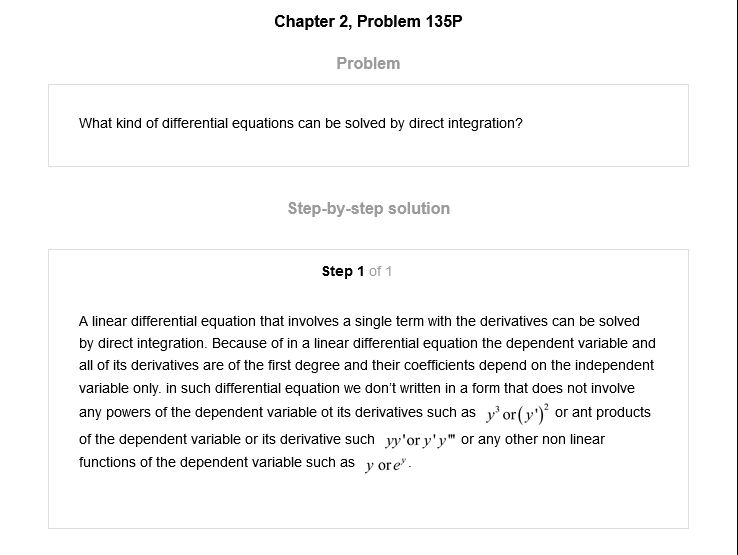 Chapter 2, Problem 135P
Problem
What kind of differential equations can be solved by direct integration?
Step-by-step solution
Step 1 of 1
A linear differential equation that involves a single term with the derivatives can be solved
by direct integration. Because of in a linear differential equation the dependent variable and
all of its derivatives are of the first degree and their coefficients depend on the independent
variable only. in such differential equation we don't written in a form that does not involve
any powers of the dependent variable ot its derivatives such as y³ or (y')² or ant products
of the dependent variable or its derivative such yy' or y'y''' or any other non linear
functions of the dependent variable such as y or eʸ.